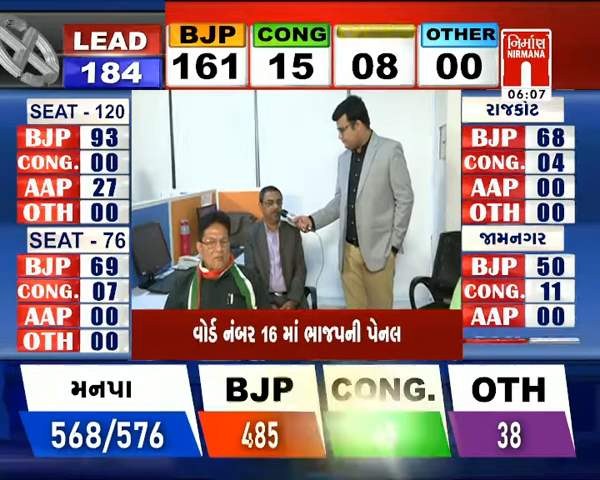 LEAD
184
BJP
161
CONG
15
08
OTHER
00
નિર્માણ
NIRMANA
06:07
SEAT - 120
BJP 93
CONG. 00
AAP 27
OTH 00
SEAT - 76
BJP 69
CONG. 07
AAP 00
OTH 00
રાજકોટ
BJP 68
CONG. 04
AAP 00
OTH 00
જામનગર
BJP 50
CONG. 11
AAP 00
વોર્ડ નંબર 16 માં ભાજપની પેનલ
મનપા BJP CONG. OTH
568/576 485 38